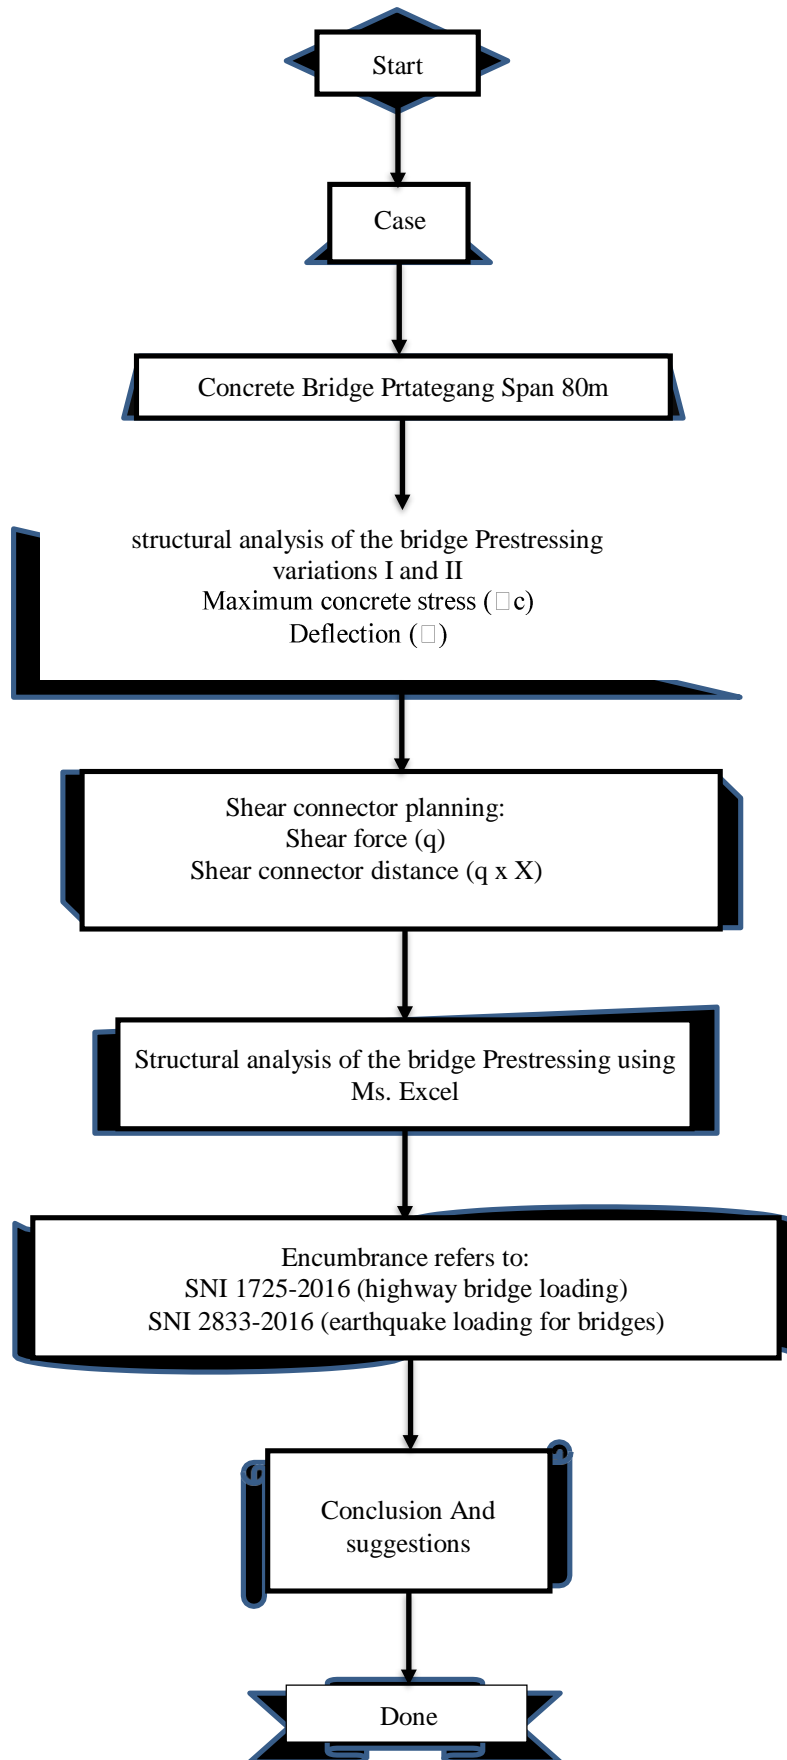 Start
Case
Concrete Bridge Prtategang Span 80m
structural analysis of the bridge Prestressing
variations I and II
Maximum concrete stress (□c)
Deflection (□)
Shear connector planning:
Shear force (q)
Shear connector distance (q x X)
Structural analysis of the bridge Prestressing using
Ms. Excel
Encumbrance refers to:
SNI 1725-2016 (highway bridge loading)
SNI 2833-2016 (earthquake loading for bridges)
Conclusion And
suggestions
Done